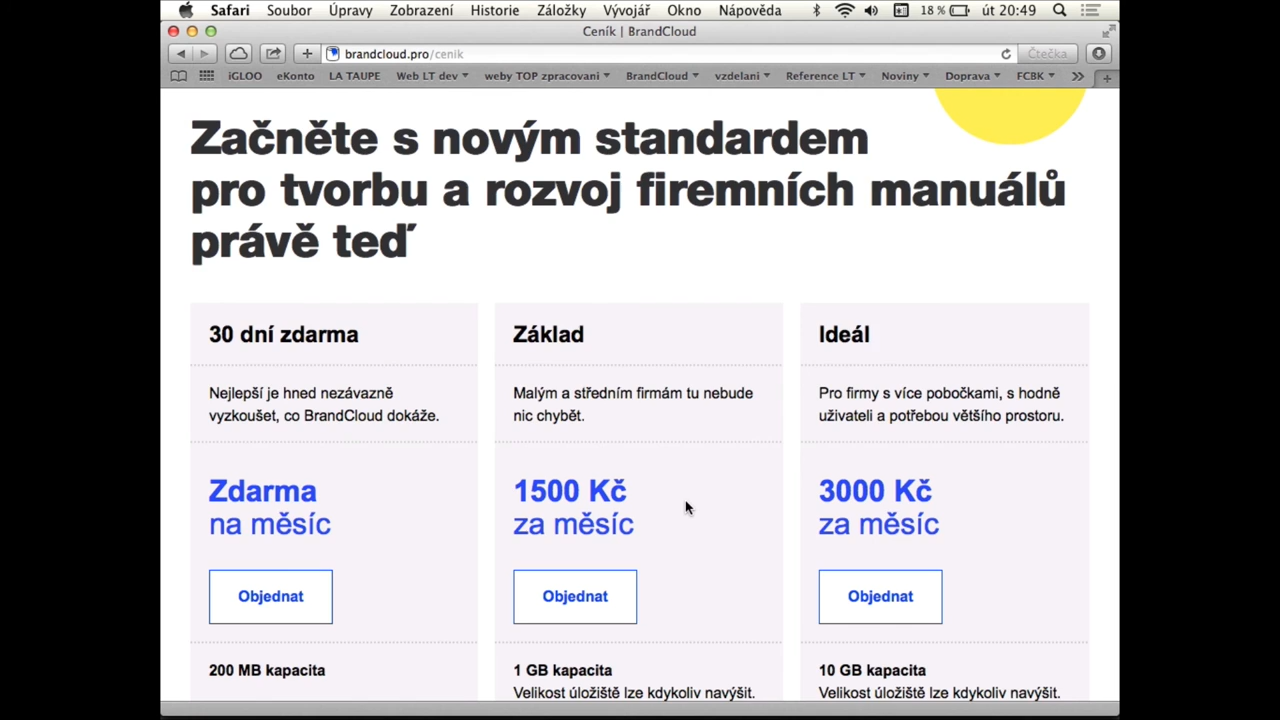 Safari Soubor Úpravy Zobrazení Historie Záložky Vývojář Okno Nápověda 18 % út 20:49
Ceník | BrandCloud
brandcloud.pro/cenik Čtečka
iGLOO eKonto LA TAUPE Web LT dev weby TOP zpracovani BrandCloud vzdelani Reference LT Noviny Doprava FCBK
Začněte s novým standardem
pro tvorbu a rozvoj firemních manuálů
právě teď
30 dní zdarma
Nejlepší je hned nezávazně
vyzkoušet, co BrandCloud dokáže.
Zdarma
na měsíc
Objednat
200 MB kapacita
Základ
Malým a středním firmám tu nebude
nic chybět.
1500 Kč
za měsíc
Objednat
1 GB kapacita
Velikost úložiště lze kdykoliv navýšit.
Ideál
Pro firmy s více pobočkami, s hodně
uživateli a potřebou většího prostoru.
3000 Kč
za měsíc
Objednat
10 GB kapacita
Velikost úložiště lze kdykoliv navýšit.